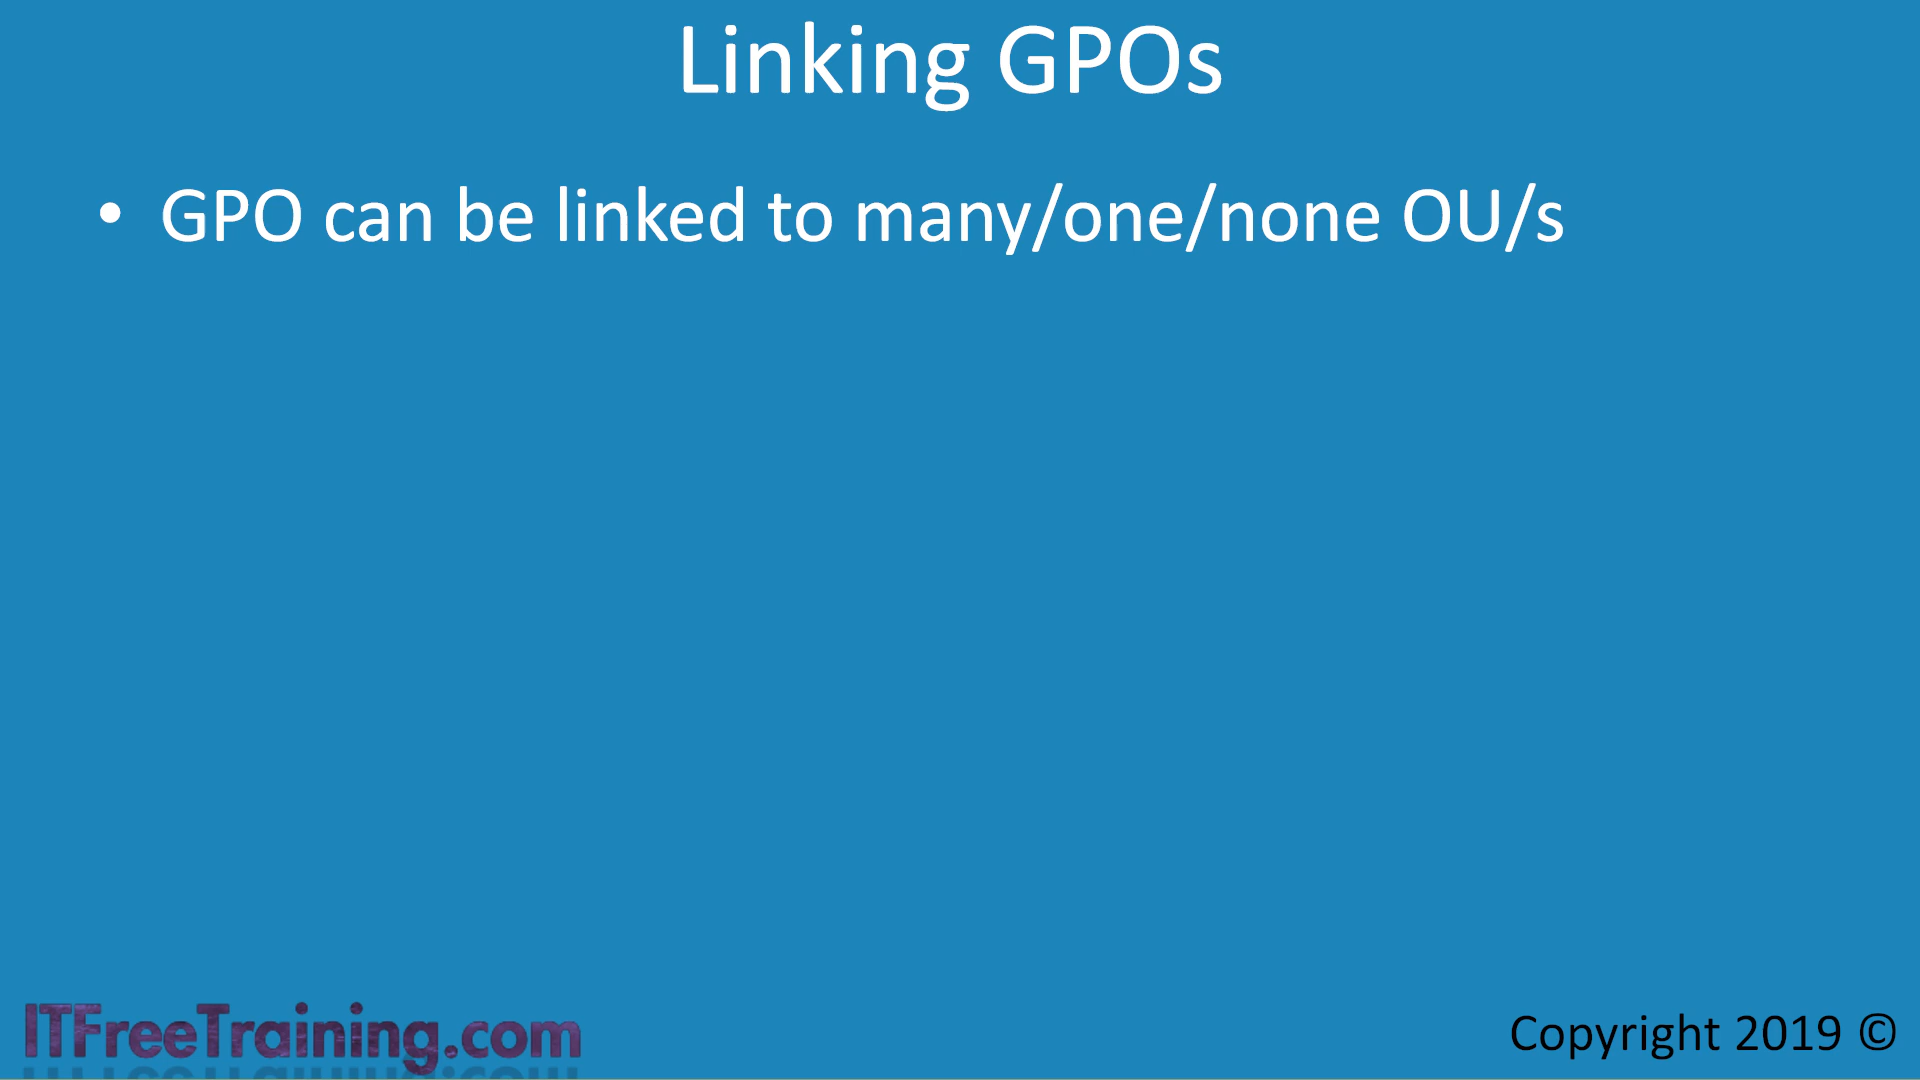 Linking GPOs
• GPO can be linked to many/one/none OU/s
ITFreeTraining.com
Copyright 2019 ©